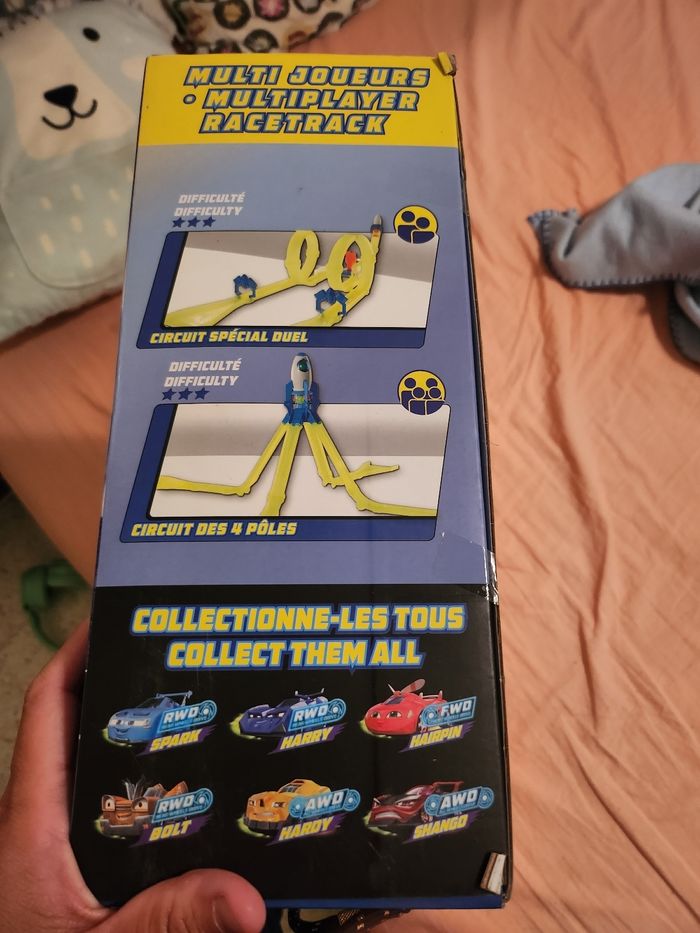 MULTI JOUEURS
• MULTIPLAYER
RACETRACK
DIFFICULTÉ
DIFFICULTY
CIRCUIT SPÉCIAL DUEL
DIFFICULTÉ
DIFFICULTY
CIRCUIT DES 4 PÔLES
COLLECTIONNE-LES TOUS
COLLECT THEM ALL
RWD
SPARK
RWD
HARRY
FWD
HAIRPIN
RWD
BOLT
AWD
HARDY
AWD
SHANGO